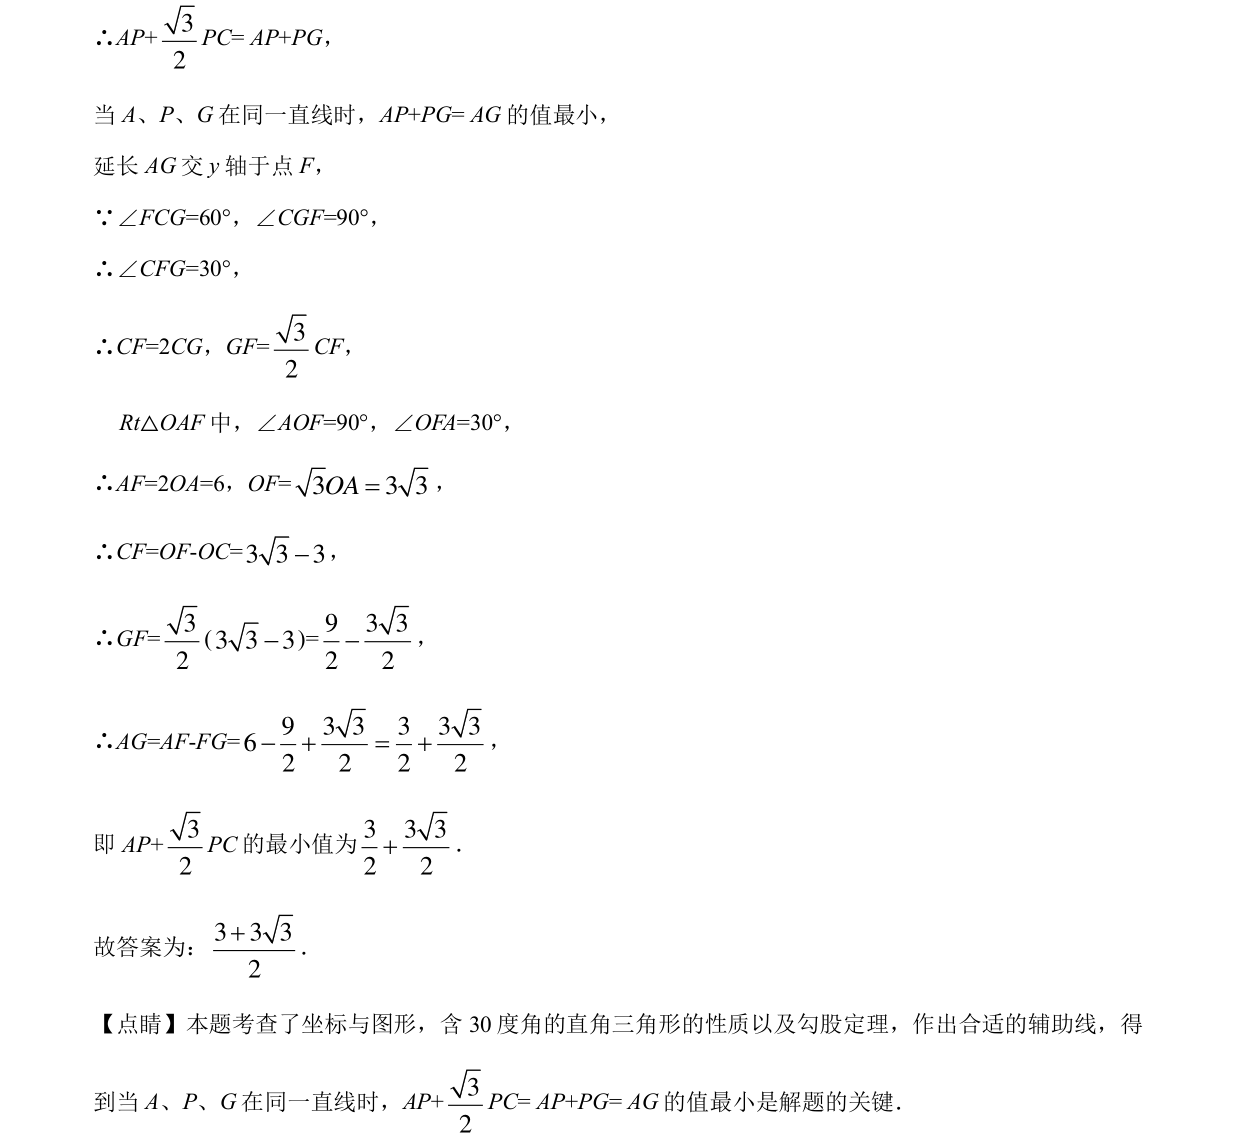 ∴AP+√3/2 PC= AP+PG，
当 A、P、G 在同一直线时，AP+PG= AG 的值最小，
延长 AG 交 y 轴于点 F，
∵∠FCG=60°，∠CGF=90°，
∴∠CFG=30°，
∴CF=2CG，GF=√3/2 CF，
Rt△OAF 中，∠AOF=90°，∠OFA=30°，
∴AF=2OA=6，OF=√3OA=3√3，
∴CF=OF-OC=3√3−3，
∴GF=√3/2(3√3−3)=9/2−3√3/2，
∴AG=AF-FG=6−9/2+3√3/2=3/2+3√3/2，
即 AP+√3/2 PC 的最小值为 3/2+3√3/2．
故答案为：(3+3√3)/2．
【点睛】本题考查了坐标与图形，含 30 度角的直角三角形的性质以及勾股定理，作出合适的辅助线，得
到当 A、P、G 在同一直线时，AP+√3/2 PC= AP+PG= AG 的值最小是解题的关键．